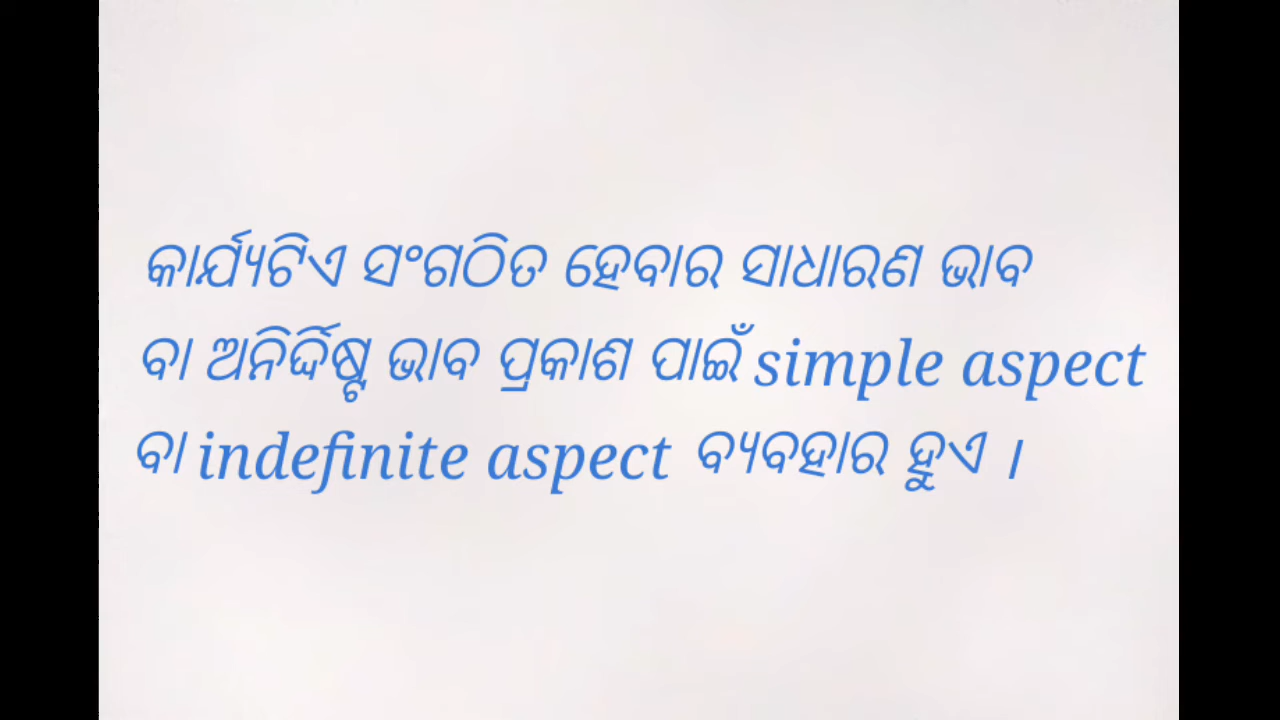 କାର୍ଯ୍ୟଟିଏ ସଂଗଠିତ ହେବାର ସାଧାରଣ ଭାବ
ବା ଅନିର୍ଦ୍ଦିଷ୍ଟ ଭାବ ପ୍ରକାଶ ପାଇଁ simple aspect
ବା indefinite aspect ବ୍ୟବହାର ହୁଏ ।